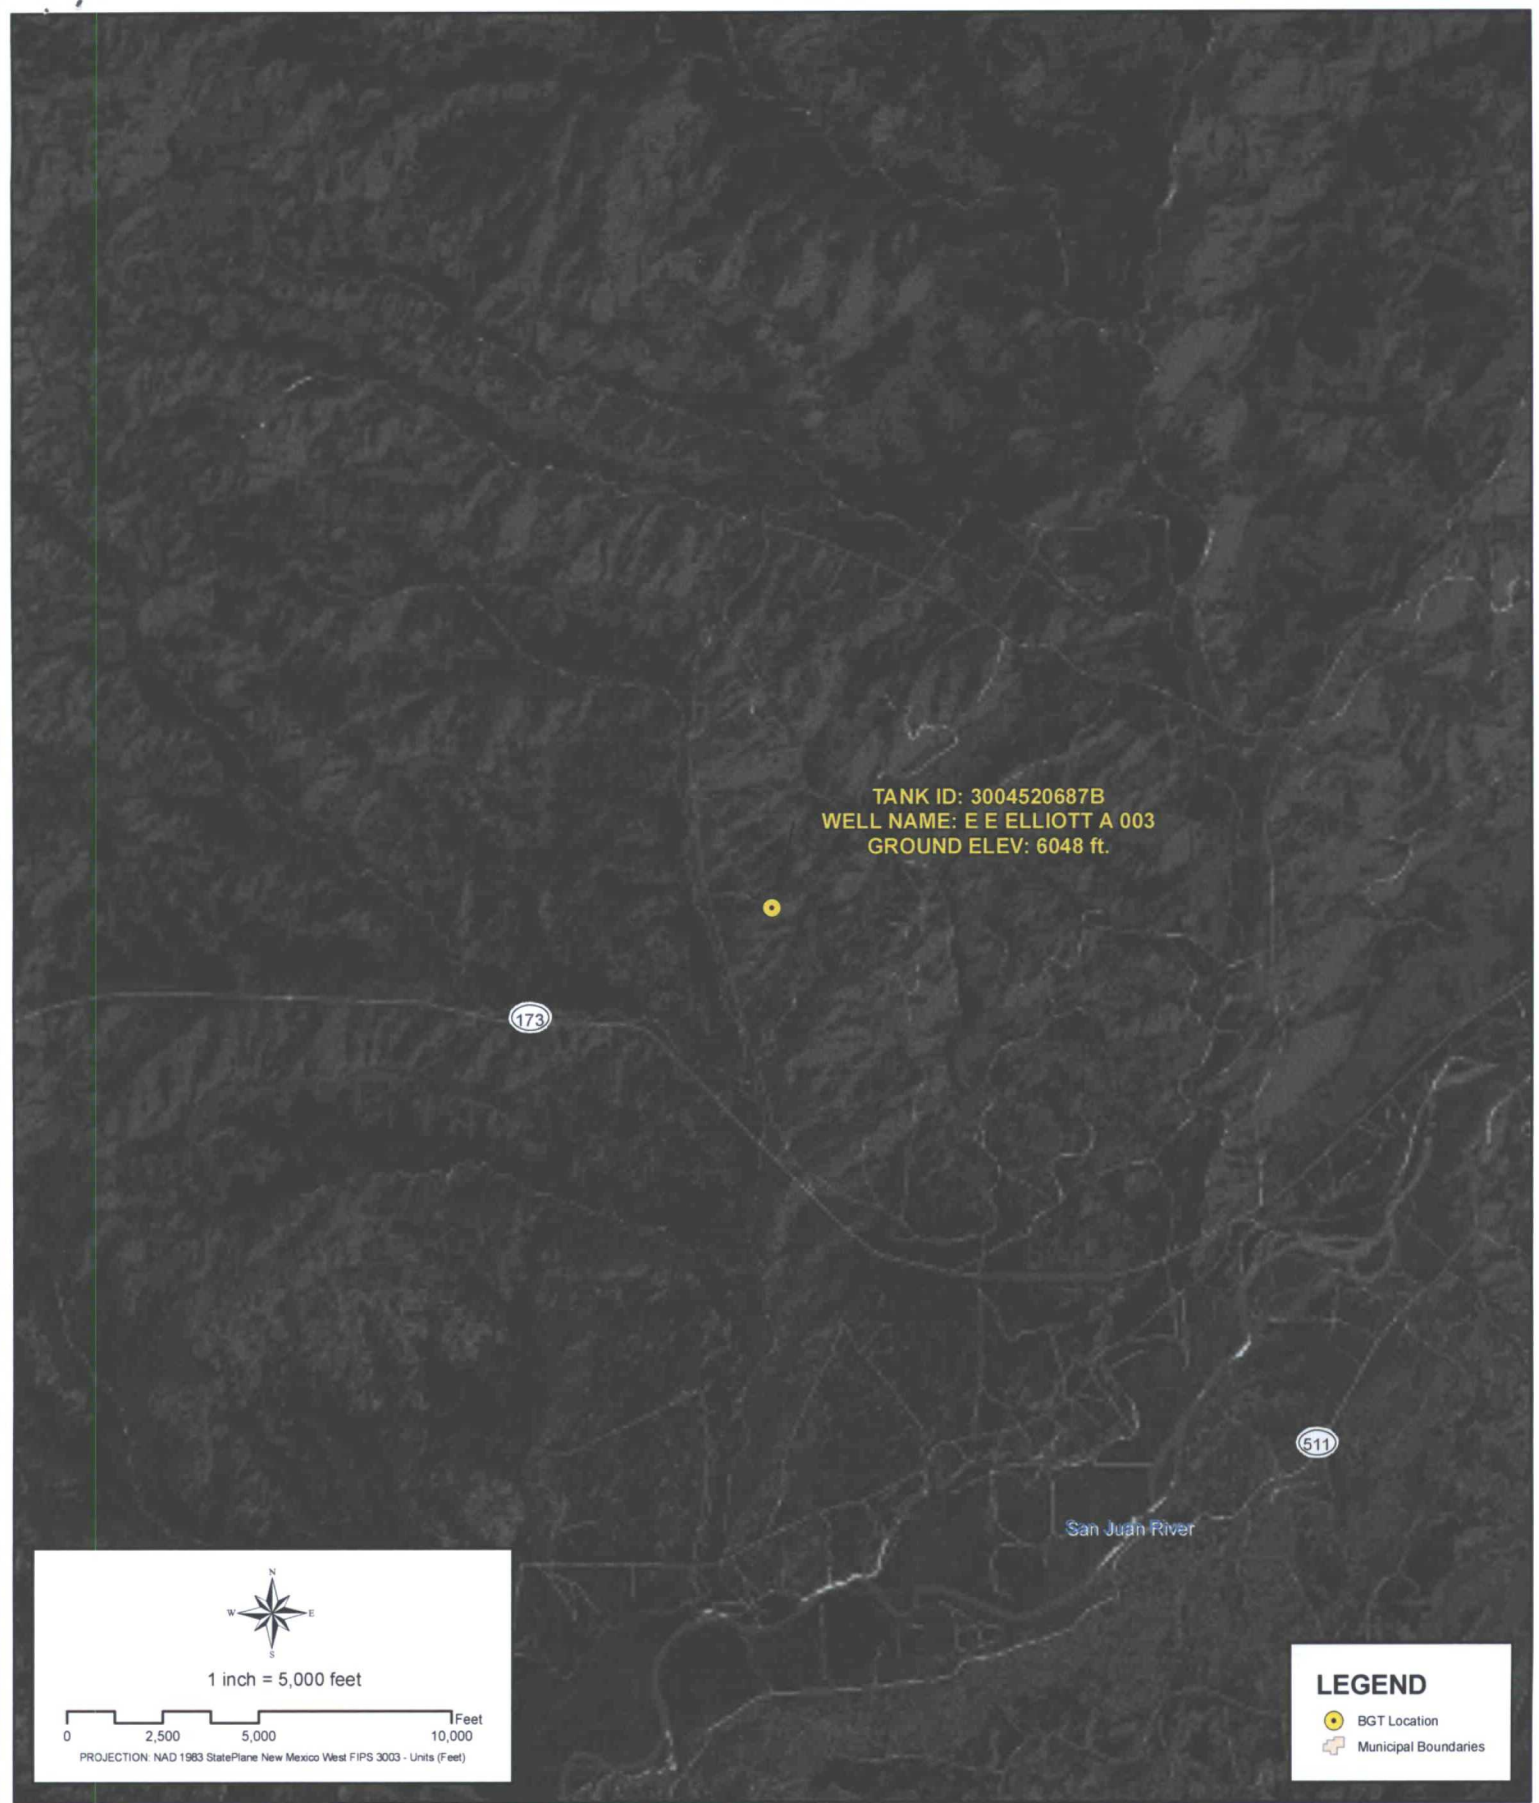 TANK ID: 3004520687B
WELL NAME: E E ELLIOTT A 003
GROUND ELEV: 6048 ft.
173
511
San Juan River
N
W E
S
1 inch = 5,000 feet
Feet
0 2,500 5,000 10,000
PROJECTION: NAD 1983 StatePlane New Mexico West FIPS 3003 - Units (Feet)
LEGEND
BGT Location
Municipal Boundaries